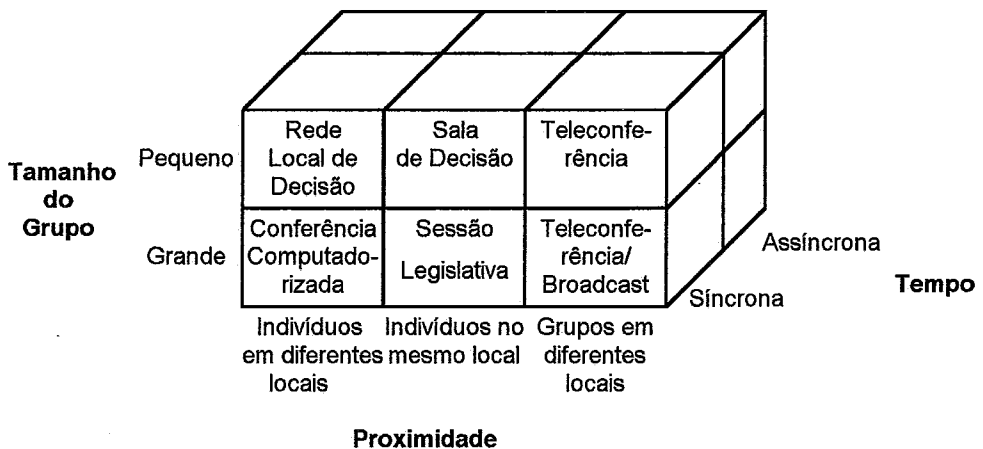 Tamanho
do
Grupo
Pequeno
Grande
Rede
Local de
Decisão
Sala
de Decisão
Teleconfe-
rência
Conferência
Computado-
rizada
Sessão
Legislativa
Teleconfe-
rência/
Broadcast
Assíncrona
Síncrona
Tempo
Indivíduos
em diferentes
locais
Indivíduos no
mesmo local
Grupos em
diferentes
locais
Proximidade